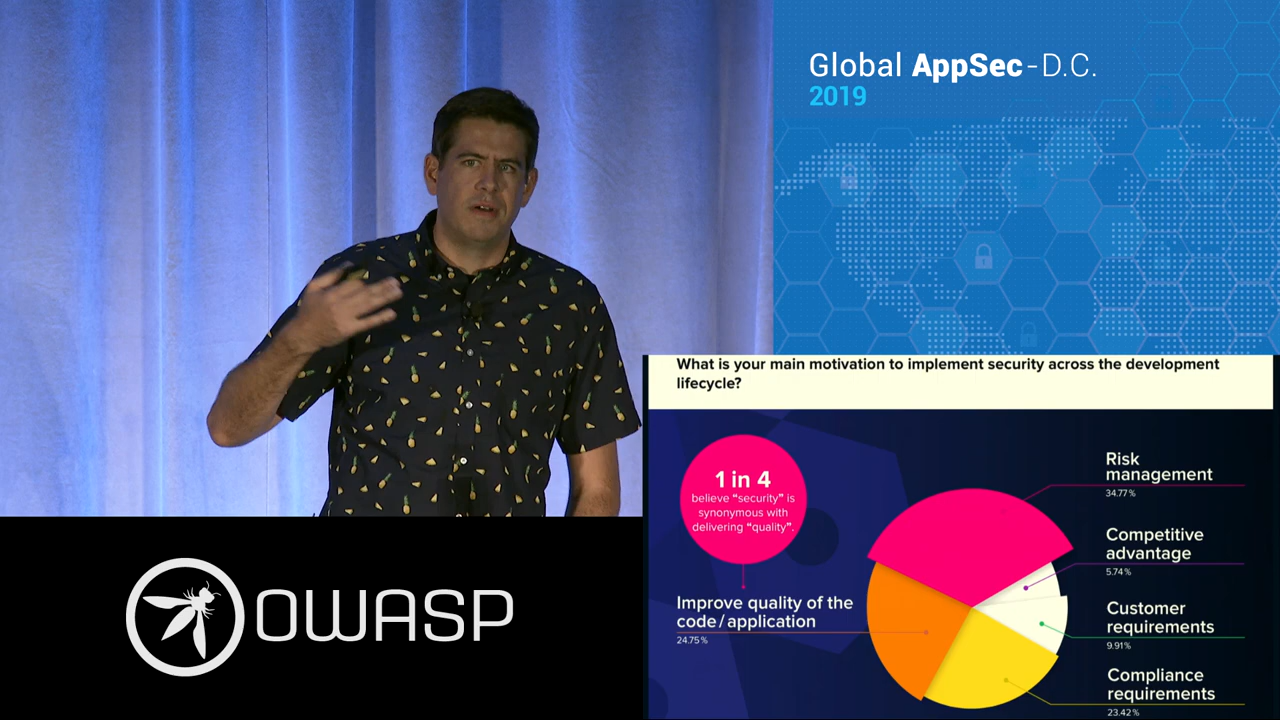 Global AppSec - D.C.
2019
What is your main motivation to implement security across the development
lifecycle?
1 in 4
believe “security” is
synonymous with
delivering “quality”.
Improve quality of the
code / application
24.75 %
Risk
management
34.77 %
Competitive
advantage
5.74 %
Customer
requirements
9.91 %
Compliance
requirements
23.42 %
OWASP